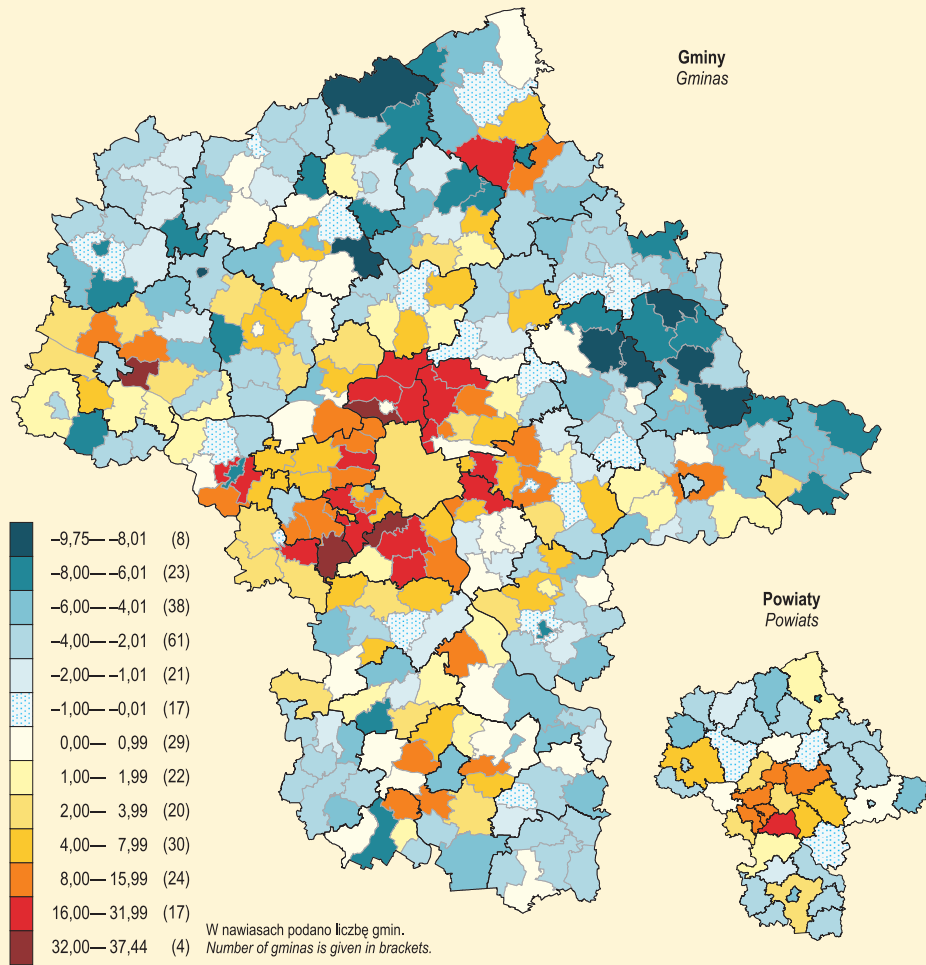 Gminy
Gminas
–9,75— –8,01 (8)
–8,00— –6,01 (23)
–6,00— –4,01 (38)
–4,00— –2,01 (61)
–2,00— –1,01 (21)
–1,00— –0,01 (17)
0,00— 0,99 (29)
1,00— 1,99 (22)
2,00— 3,99 (20)
4,00— 7,99 (30)
8,00— 15,99 (24)
16,00— 31,99 (17)
32,00— 37,44 (4)
W nawiasach podano liczbę gmin.
Number of gminas is given in brackets.
Powiaty
Powiats